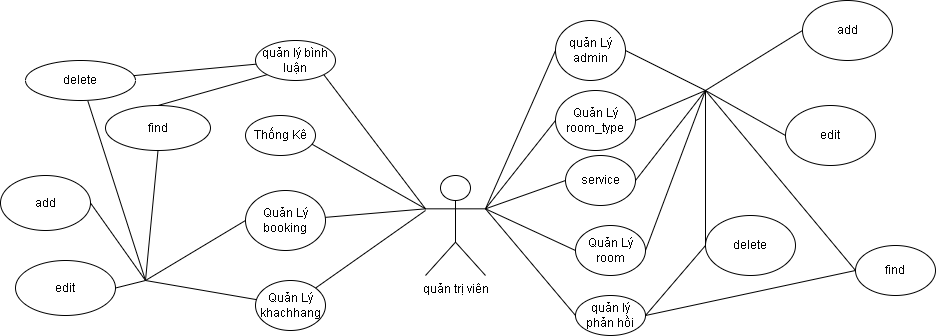 quản lý bình
luận
delete
find
Thống Kê
add
Quản Lý
booking
edit
Quản Lý
khachhang
quản trị viên
quản Lý
admin
add
Quản Lý
room_type
edit
service
Quản Lý
room
delete
find
quản lý
phản hồi